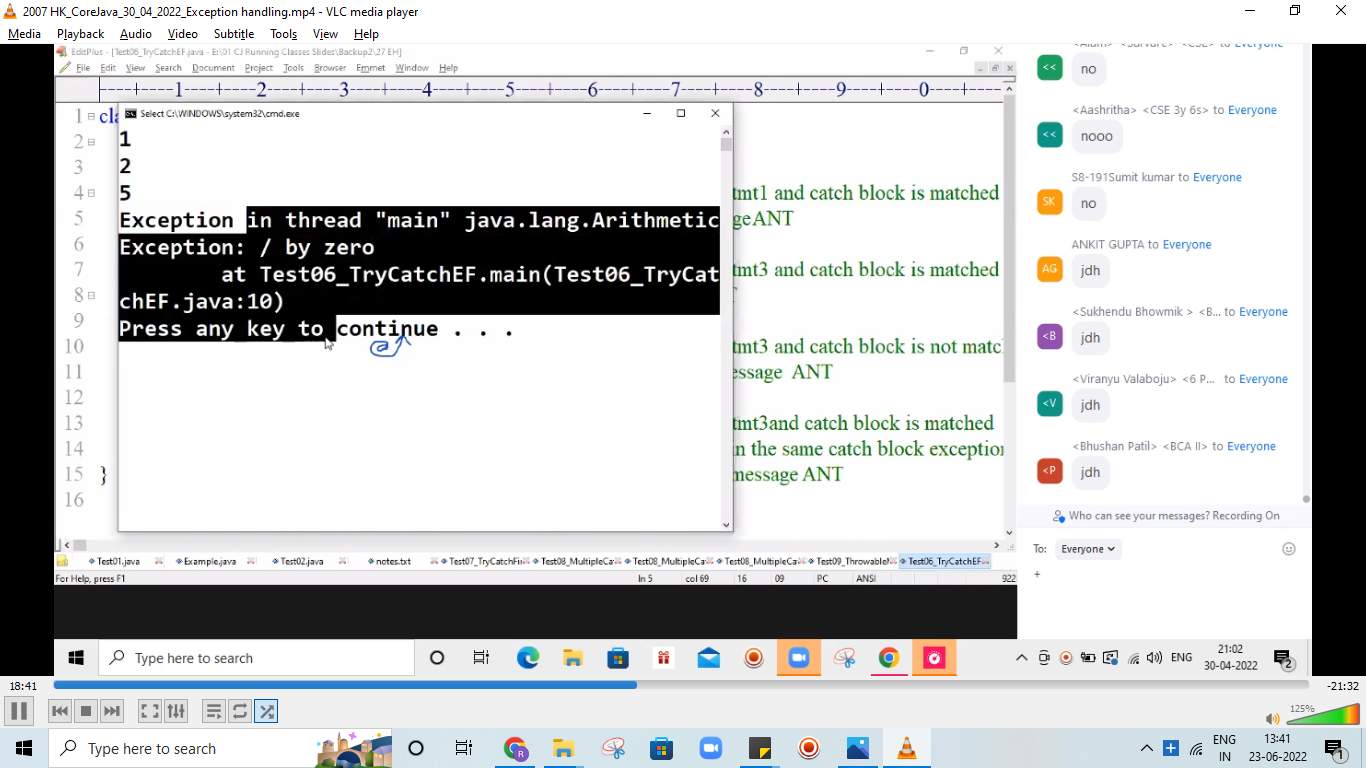 2007 HK_CoreJava_30_04_2022_Exception handling.mp4 - VLC media player
Media Playback Audio Video Subtitle Tools View Help
EditPlus - [Test06_TryCatchEF.java - E:\01 CJ Running Classes Slides\Backup2\27 EH]
File Edit View Search Document Project Tools Browser Emmet Window Help
1 2 3 4 5 6 7 8 9 0
1 cla
Select C:\WINDOWS\system32\cmd.exe
1
2
5
Exception in thread "main" java.lang.Arithmetic
Exception: / by zero
at Test06_TryCatchEF.main(Test06_TryCat
chEF.java:10)
Press any key to continue . . .
2
3
4
5
6
7
8
9
10
11
12
13
14
15 }
16
tmt1 and catch block is matched
geANT
tmt3 and catch block is matched
tmt3 and catch block is not matc
essage ANT
tmt3and catch block is matched
in the same catch block exception
message ANT
Test01.java Example.java Test02.java notes.txt Test07_TryCatchFi Test08_MultipleCa Test08_MultipleCa Test08_MultipleCa Test09_ThrowableM Test06_TryCatchEF
For Help, press F1
ln 5 col 69 16 09 PC ANSI 922
<Alam> <Sarvare> <CSE> to Everyone
<<
no
<Aashritha> <CSE 3y 6s> to Everyone
<<
nooo
S8-191Sumit kumar to Everyone
SK
no
ANKIT GUPTA to Everyone
AG
jdh
<Sukhendu Bhowmik > <B... to Everyone
<B
jdh
<Viranyu Valaboju> <6 P... to Everyone
<V
jdh
<Bhushan Patil> <BCA II> to Everyone
<P
jdh
Who can see your messages? Recording On
To: Everyone
Type here to search
ENG
21:02
30-04-2022
2
18:41
-21:32
125%
Type here to search
ENG
IN
13:41
23-06-2022
1